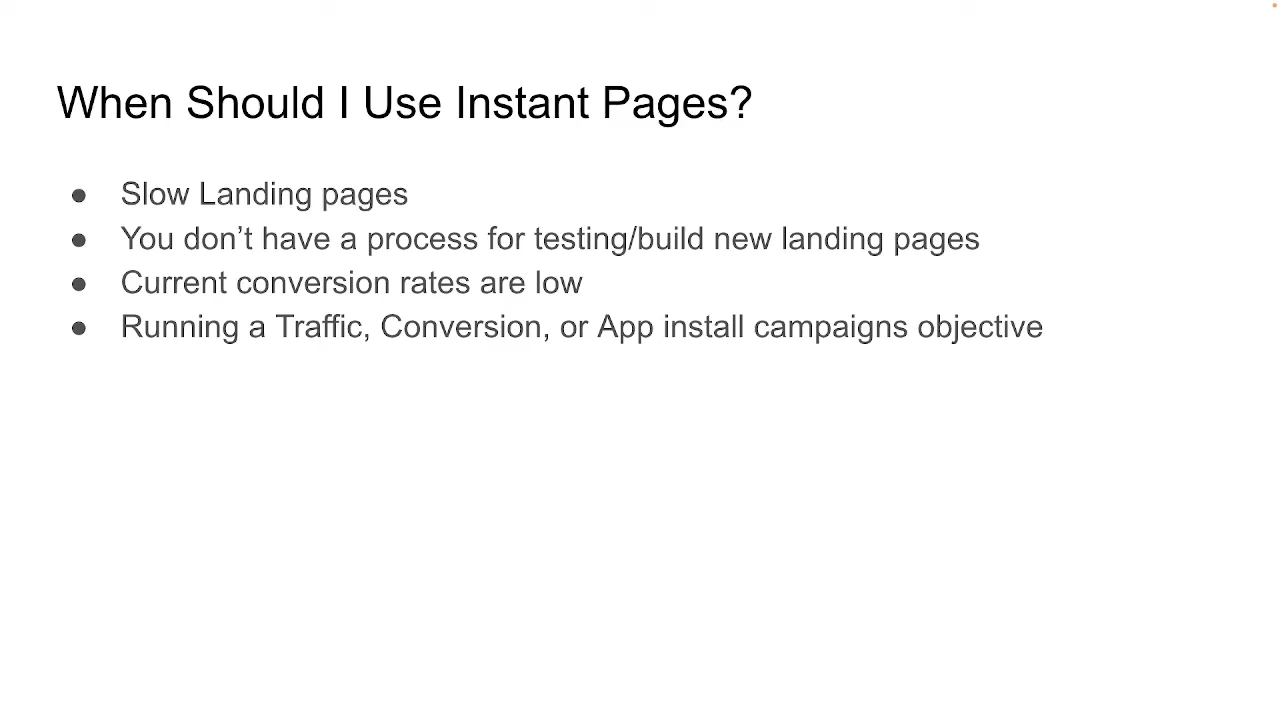 When Should I Use Instant Pages?
● Slow Landing pages
● You don’t have a process for testing/build new landing pages
● Current conversion rates are low
● Running a Traffic, Conversion, or App install campaigns objective